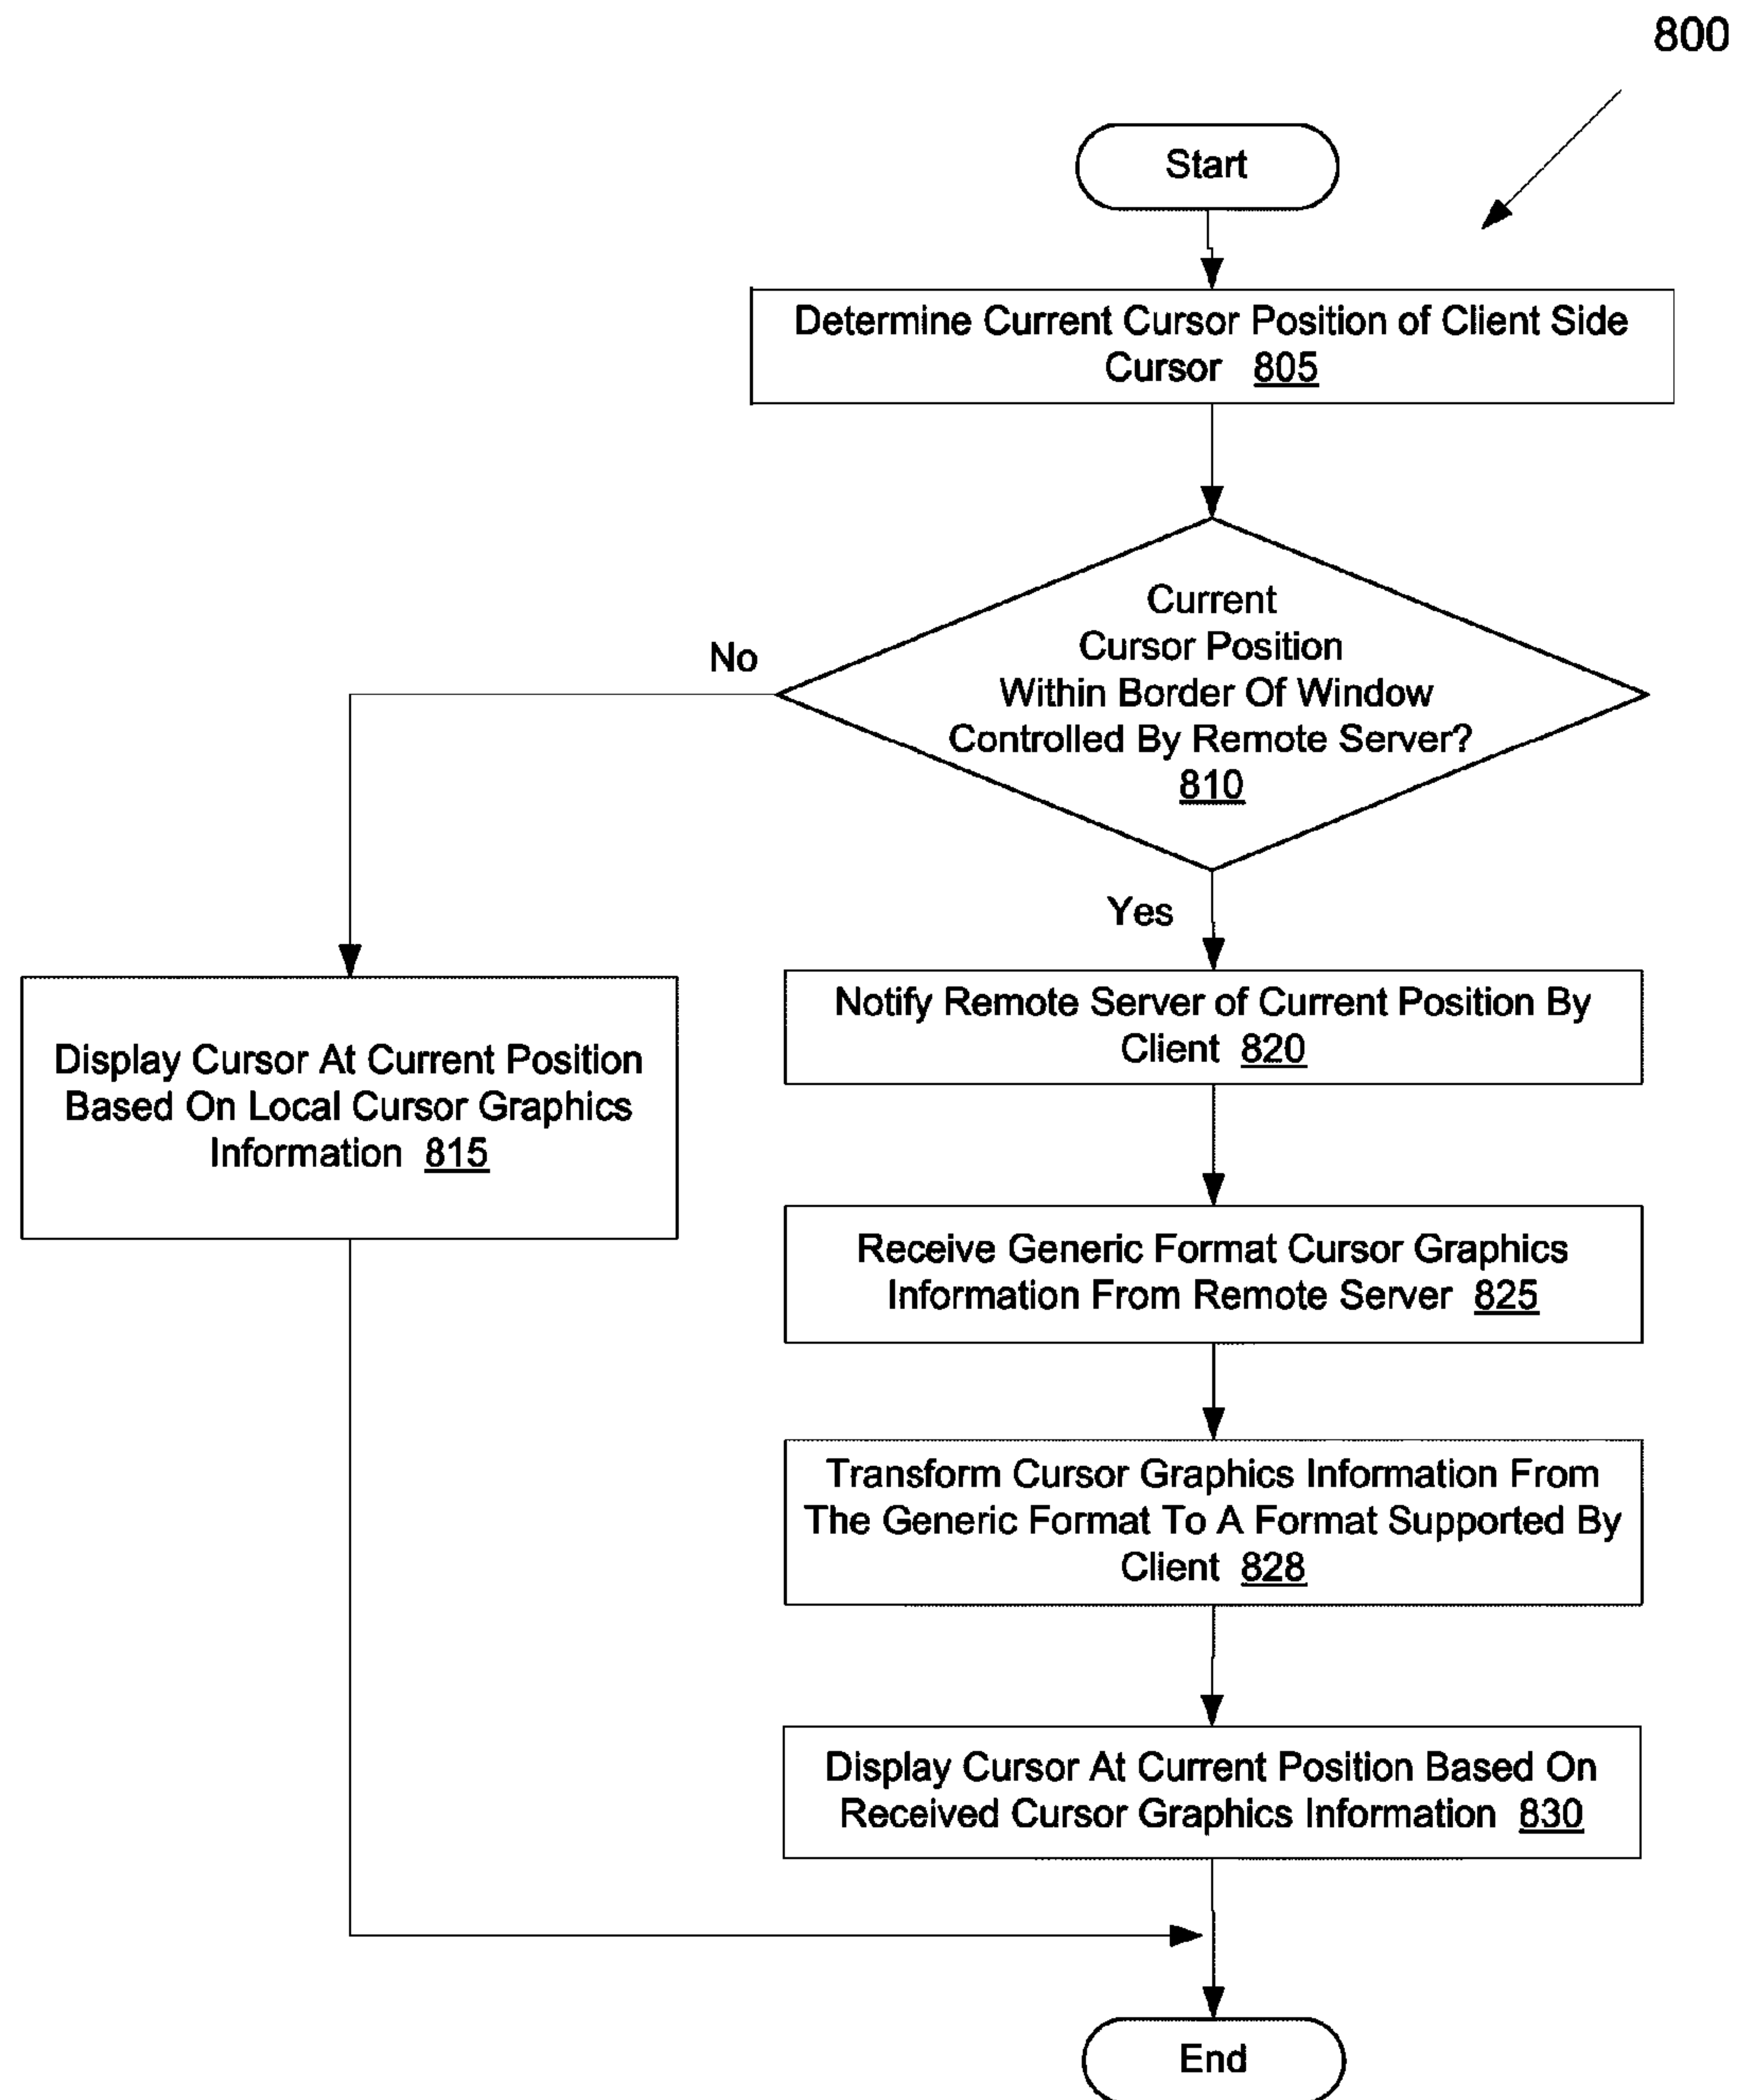 800
Start
Determine Current Cursor Position of Client Side
Cursor 805
Current
Cursor Position
Within Border Of Window
Controlled By Remote Server?
810
No
Yes
Display Cursor At Current Position
Based On Local Cursor Graphics
Information 815
Notify Remote Server of Current Position By
Client 820
Receive Generic Format Cursor Graphics
Information From Remote Server 825
Transform Cursor Graphics Information From
The Generic Format To A Format Supported By
Client 828
Display Cursor At Current Position Based On
Received Cursor Graphics Information 830
End